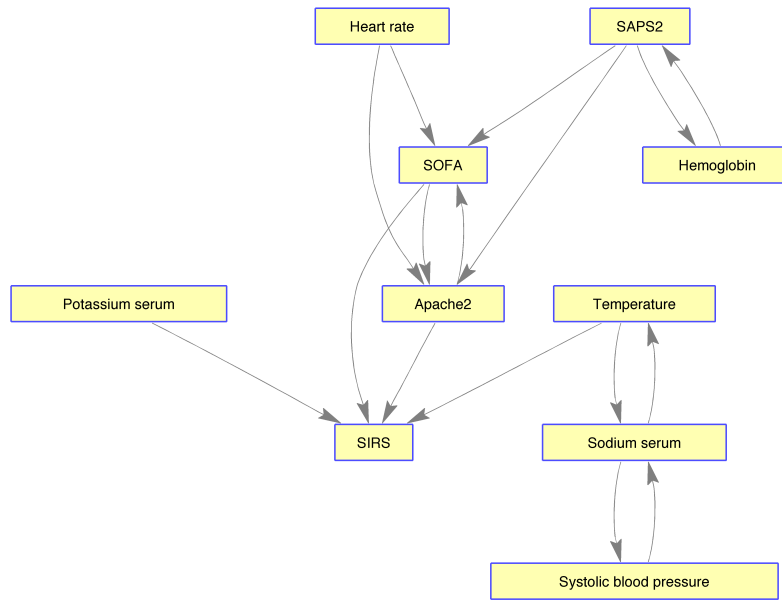 Heart rate
SAPS2
SOFA
Hemoglobin
Potassium serum
Apache2
Temperature
SIRS
Sodium serum
Systolic blood pressure